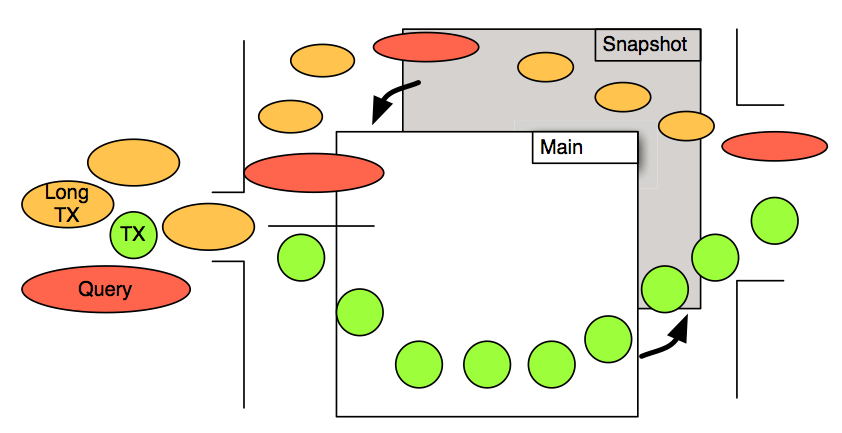 Snapshot
Main
Long
TX
TX
Query